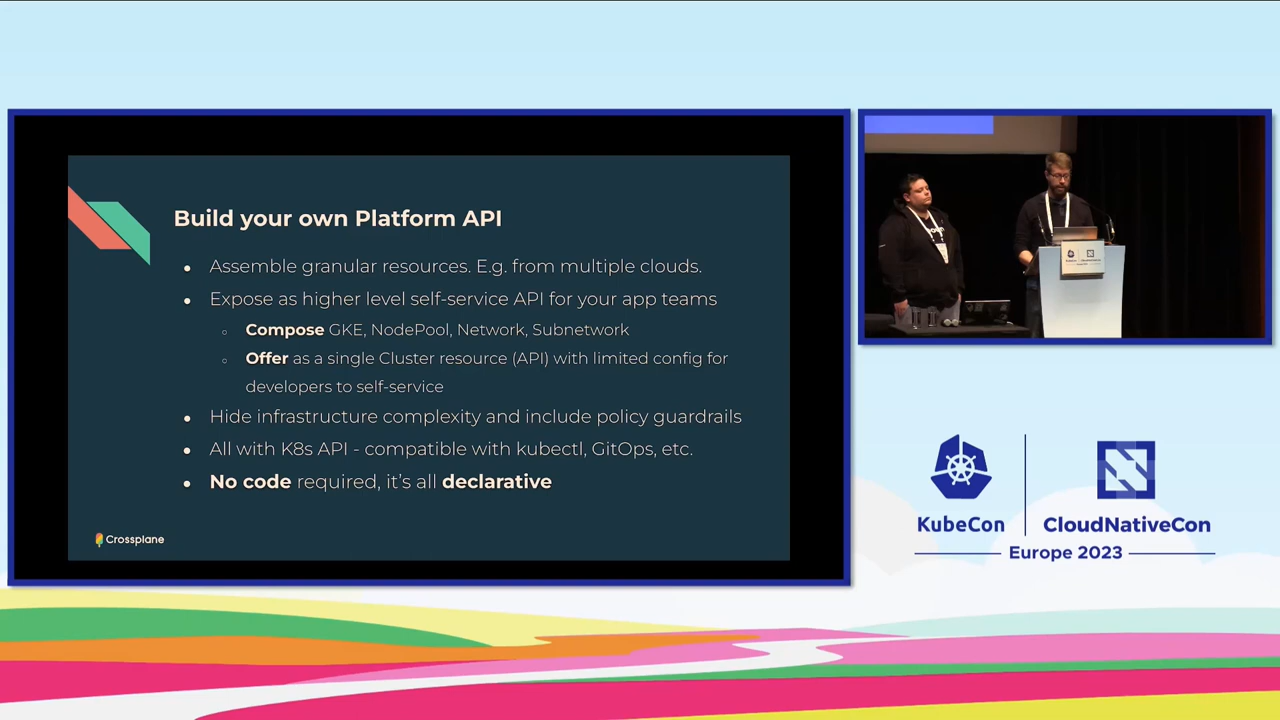 Build your own Platform API
Assemble granular resources. E.g. from multiple clouds.
Expose as higher level self-service API for your app teams
Compose GKE, NodePool, Network, Subnetwork
Offer as a single Cluster resource (API) with limited config for
developers to self-service
Hide infrastructure complexity and include policy guardrails
All with K8s API - compatible with kubectl, GitOps, etc.
No code required, it's all declarative
Crossplane
KubeCon
CloudNativeCon
Europe 2023